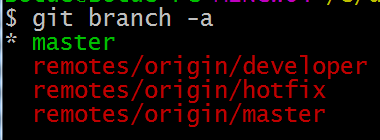 $ git branch -a
* master
remotes/origin/developer
remotes/origin/hotfix
remotes/origin/master